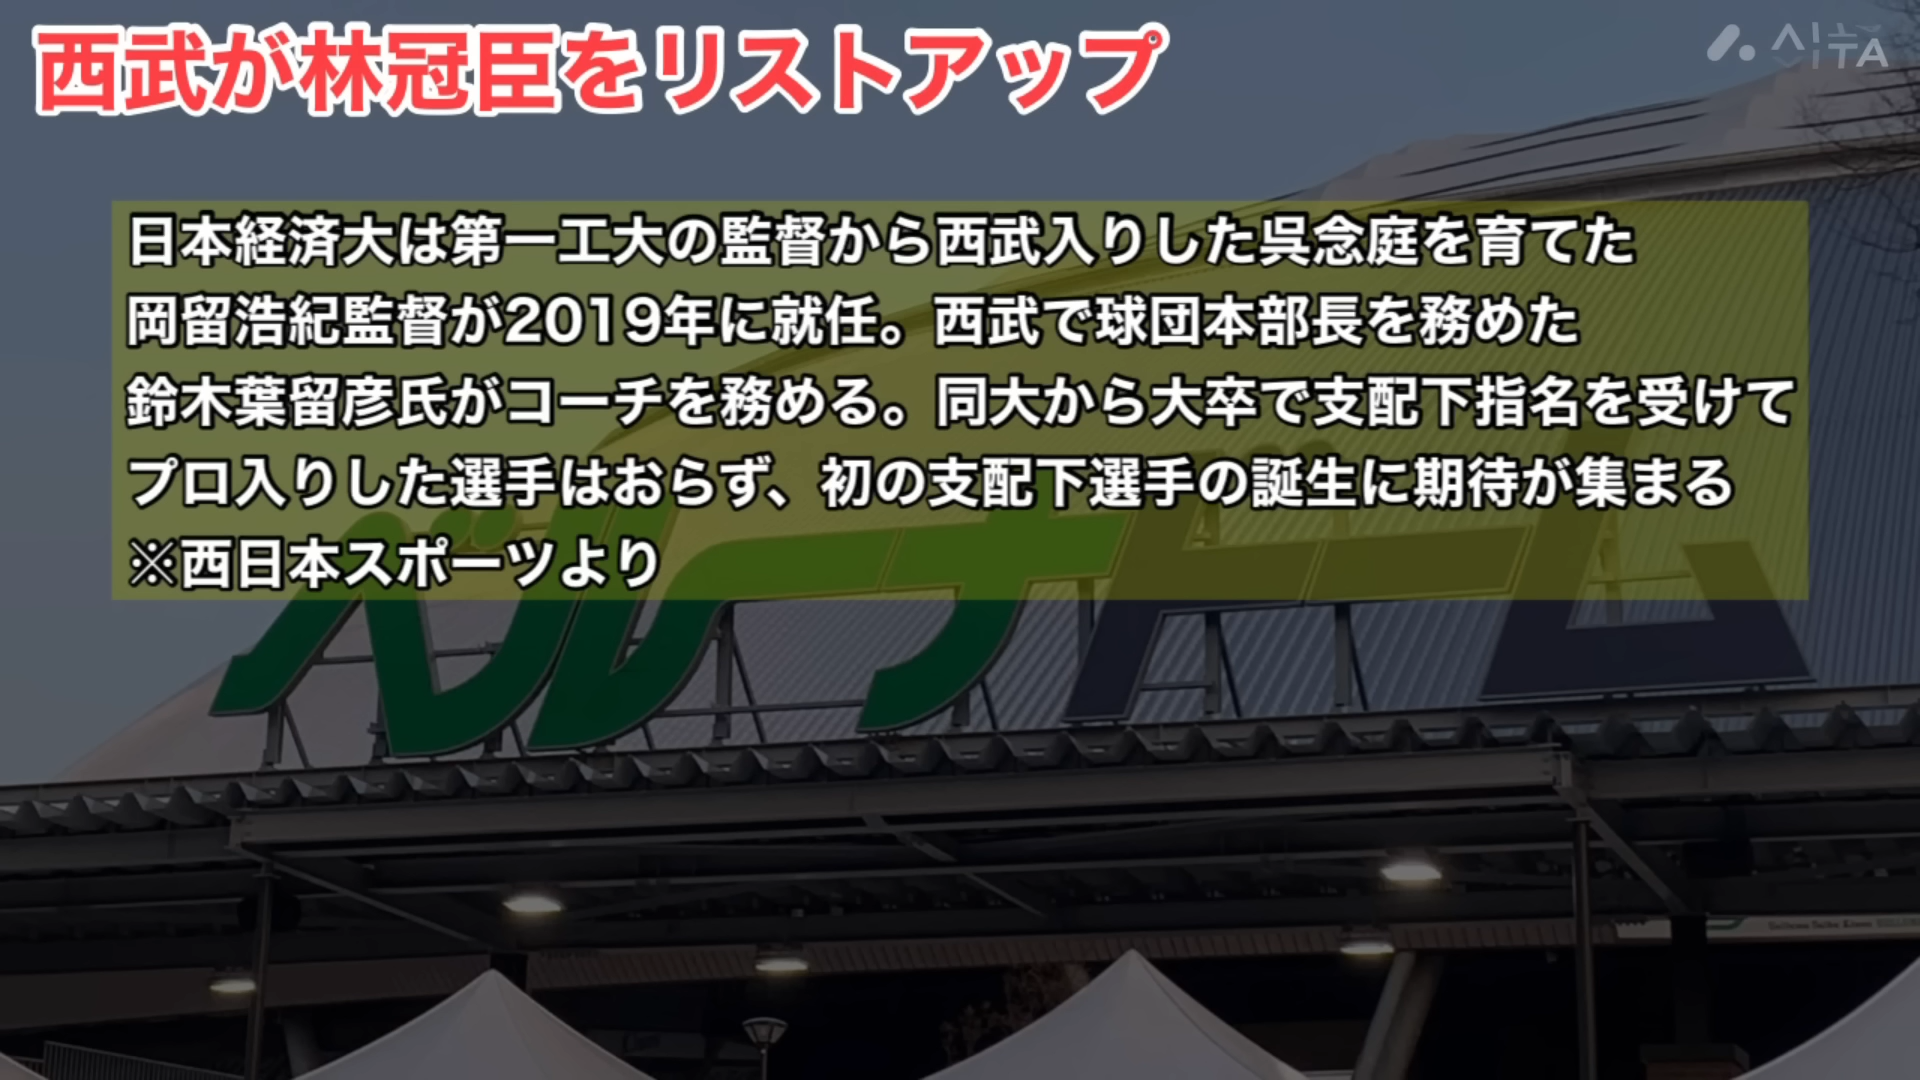 西武が林冠臣をリストアップ
日本経済大は第一工大の監督から西武入りした呉念庭を育てた
岡留浩紀監督が2019年に就任。西武で球団本部長を務めた
鈴木葉留彦氏がコーチを務める。同大から大卒で支配下指名を受けて
プロ入りした選手はおらず、初の支配下選手の誕生に期待が集まる
※西日本スポーツより
ベルーナドーム